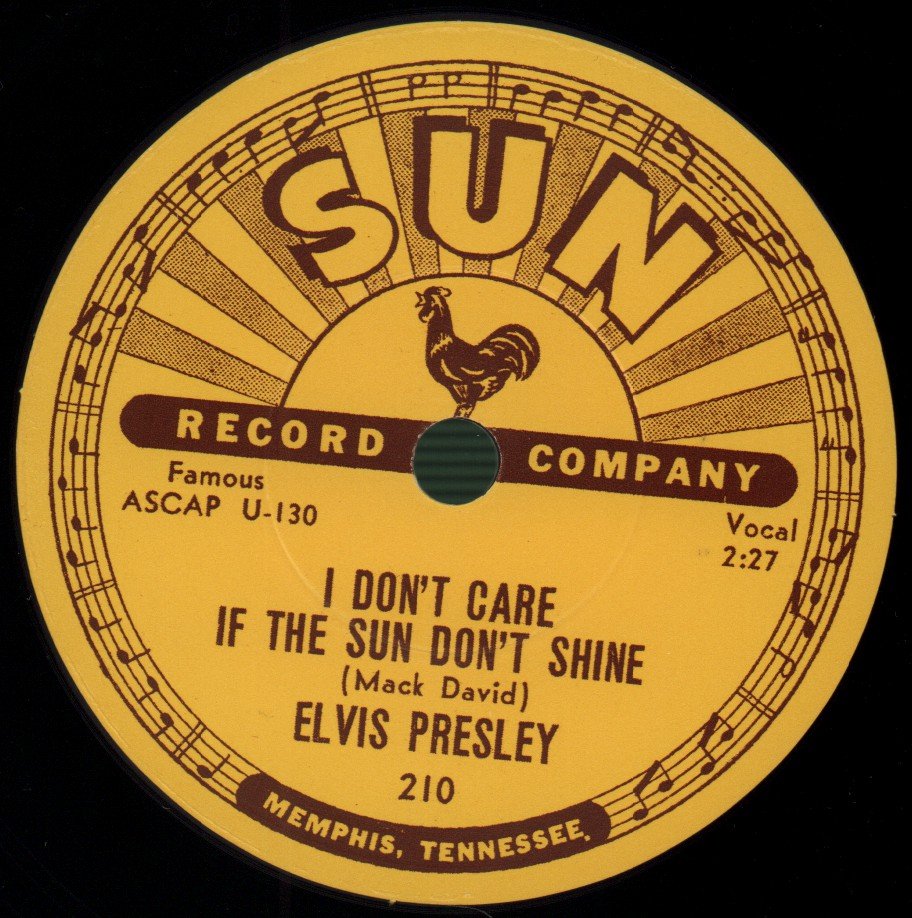 SUN
RECORD COMPANY
Famous
ASCAP U-130
Vocal
2:27
I DON'T CARE
IF THE SUN DON'T SHINE
(Mack David)
ELVIS PRESLEY
210
MEMPHIS, TENNESSEE.